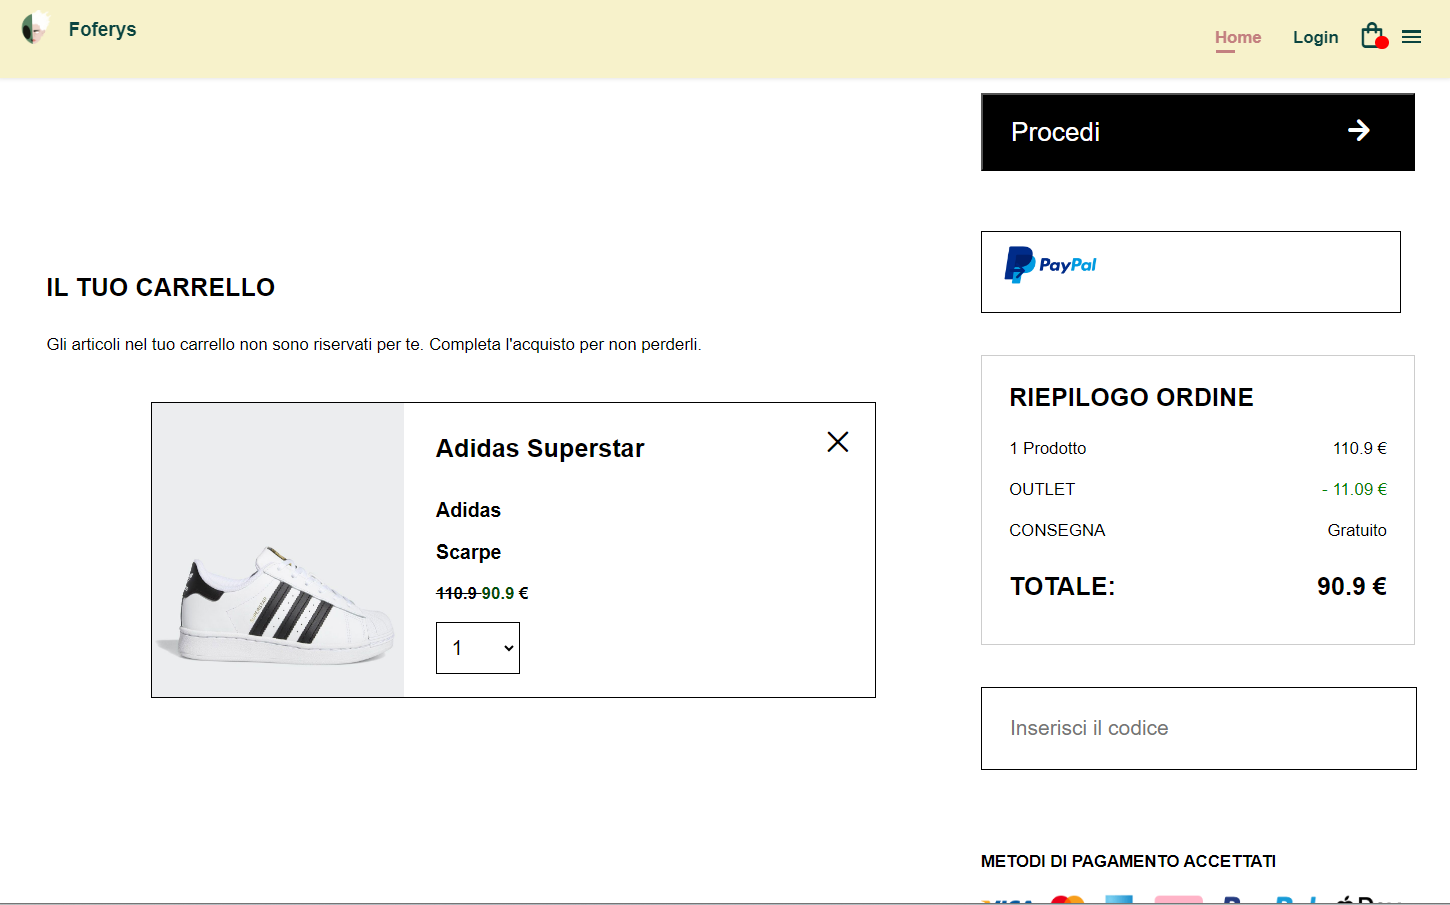 Foferys
Home
Login
Procedi
PayPal
IL TUO CARRELLO
Gli articoli nel tuo carrello non sono riservati per te. Completa l'acquisto per non perderli.
Adidas Superstar
Adidas
Scarpe
110.9 90.9 €
1
RIEPILOGO ORDINE
1 Prodotto 110.9 €
OUTLET - 11.09 €
CONSEGNA Gratuito
TOTALE: 90.9 €
Inserisci il codice
METODI DI PAGAMENTO ACCETTATI
VISA